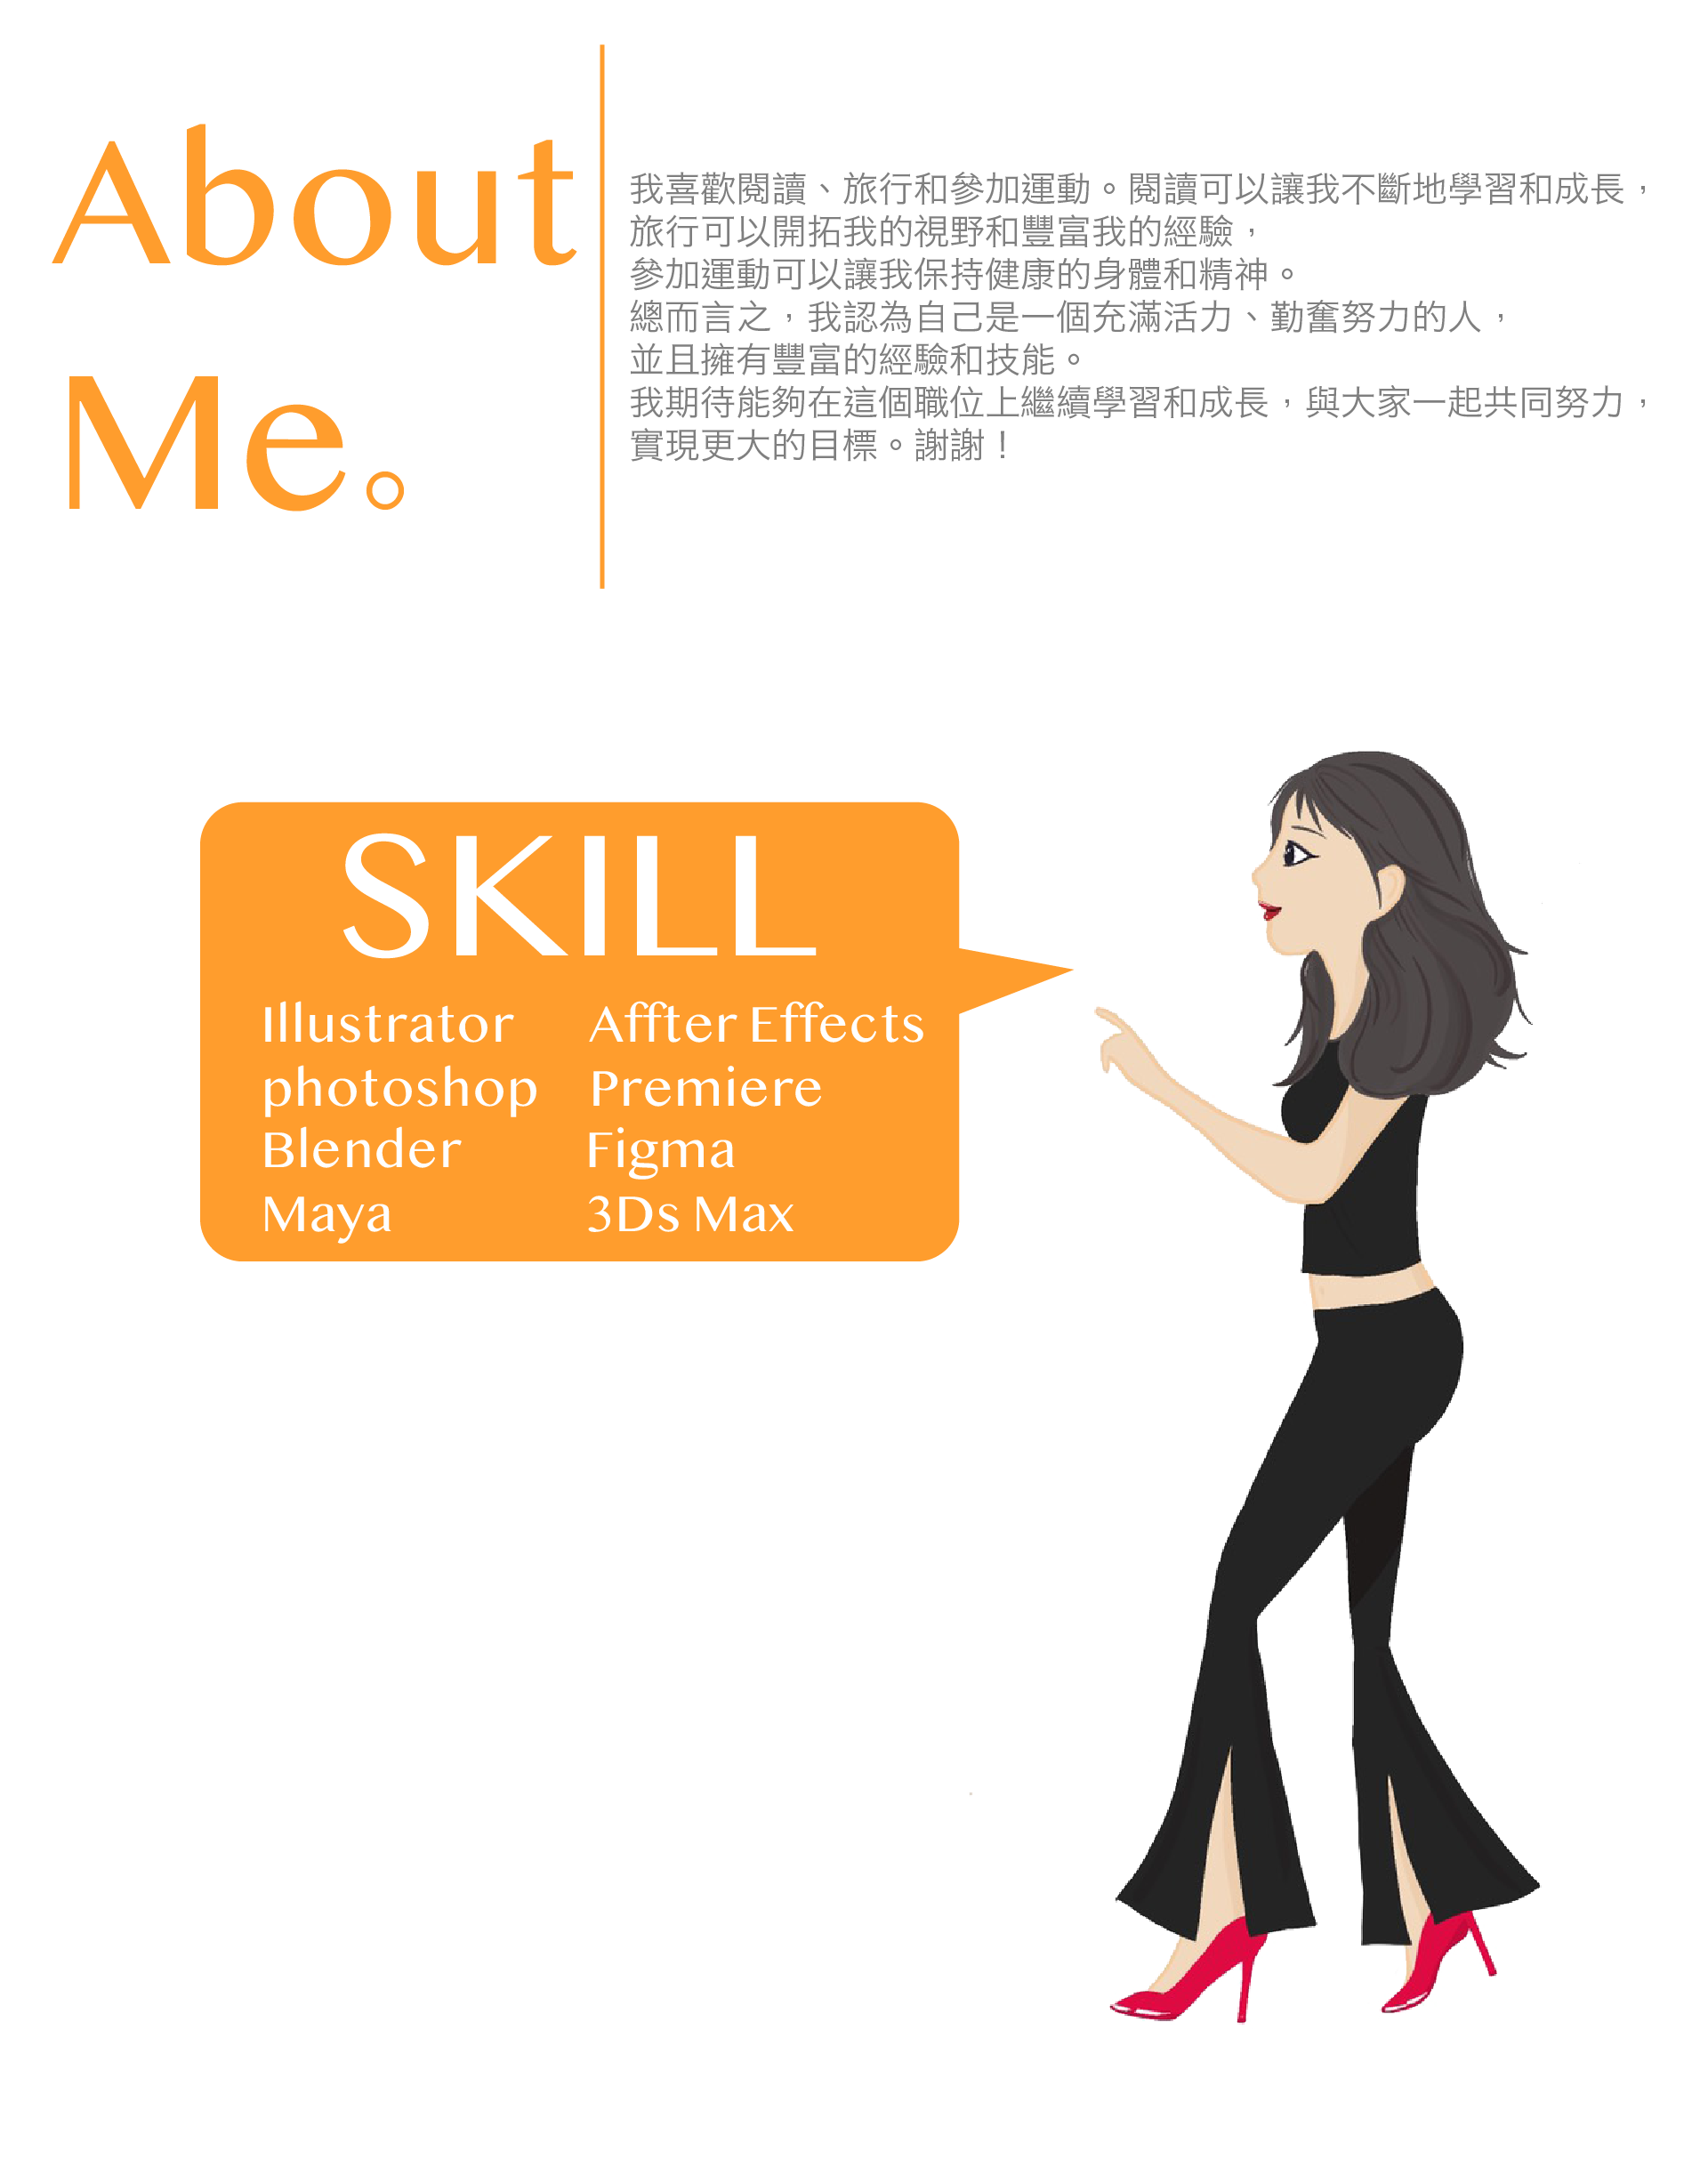 About
Me。
我喜歡閱讀、旅行和參加運動。閱讀可以讓我不斷地學習和成長，
旅行可以開拓我的視野和豐富我的經驗，
參加運動可以讓我保持健康的身體和精神。
總而言之，我認為自己是一個充滿活力、勤奮努力的人，
並且擁有豐富的經驗和技能。
我期待能夠在這個職位上繼續學習和成長，與大家一起共同努力，
實現更大的目標。謝謝！
SKILL
Illustrator
photoshop
Blender
Maya
Affter Effects
Premiere
Figma
3Ds Max